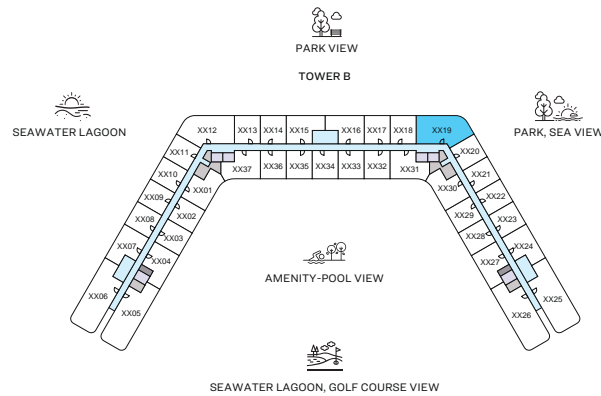 PARK VIEW
TOWER B
SEAWATER LAGOON
PARK, SEA VIEW
XX12
XX13
XX14
XX15
XX16
XX17
XX18
XX19
XX11
XX20
XX10
XX01
XX37
XX36
XX35
XX34
XX33
XX32
XX31
XX30
XX21
XX09
XX02
XX29
XX22
XX08
XX03
XX28
XX23
XX07
XX04
XX27
XX24
XX06
XX05
XX26
XX25
AMENITY-POOL VIEW
SEAWATER LAGOON, GOLF COURSE VIEW